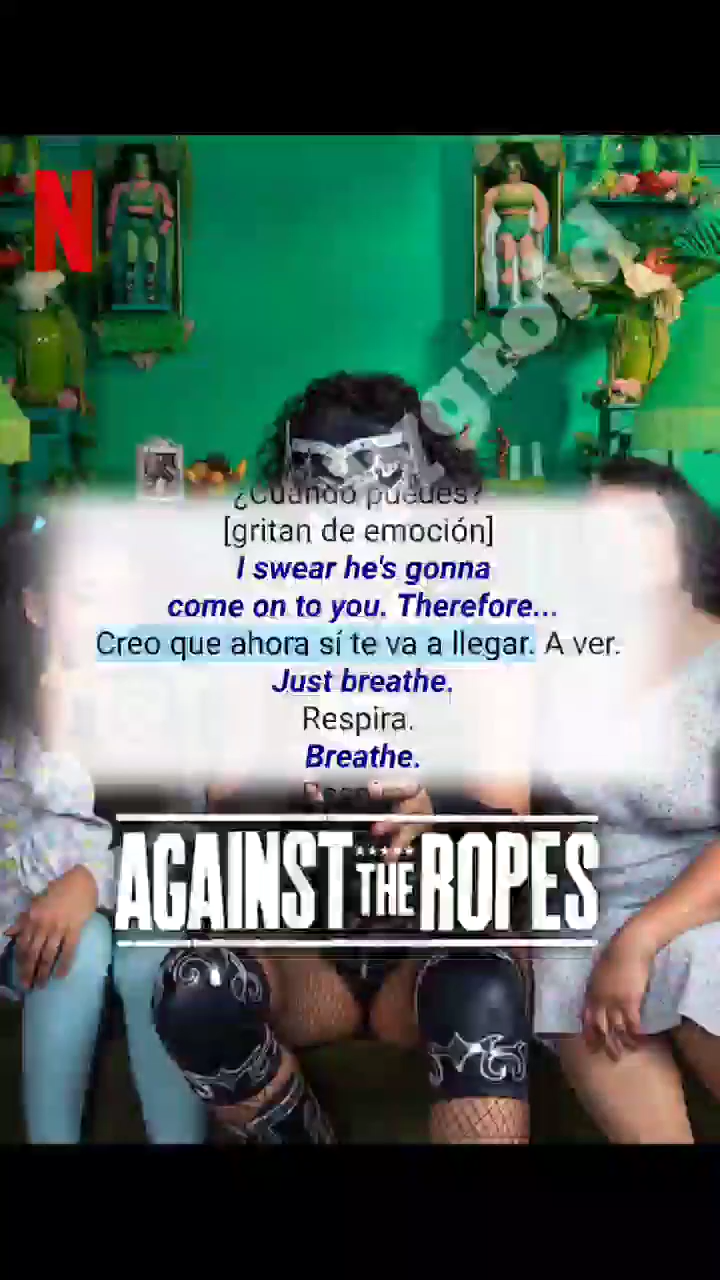 N
¿Cuándo puedes?
[gritan de emoción]
I swear he's gonna
come on to you. Therefore...
Creo que ahora sí te va a llegar. A ver.
Just breathe.
Respira.
Breathe.
AGAINST THE ROPES